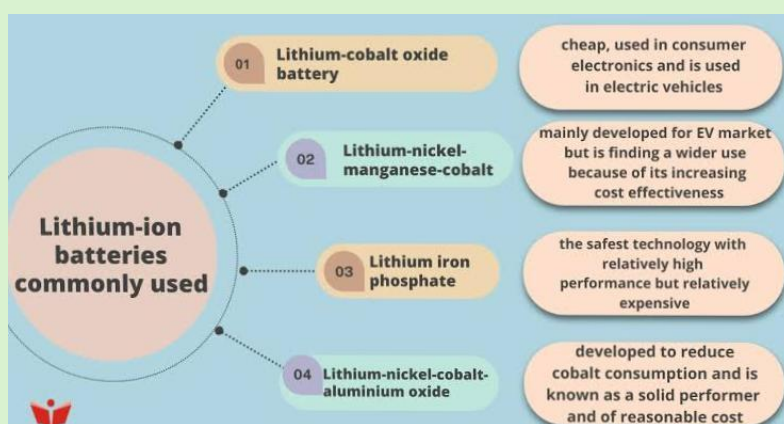 Lithium-ion
batteries
commonly used
01
Lithium-cobalt oxide
battery
cheap, used in consumer
electronics and is used
in electric vehicles
02
Lithium-nickel-
manganese-cobalt
mainly developed for EV market
but is finding a wider use
because of its increasing
cost effectiveness
03
Lithium iron
phosphate
the safest technology with
relatively high
performance but relatively
expensive
04
Lithium-nickel-cobalt-
aluminium oxide
developed to reduce
cobalt consumption and is
known as a solid performer
and of reasonable cost